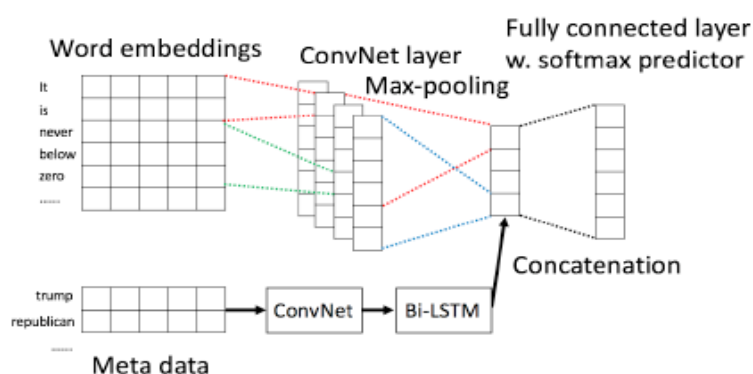 Word embeddings
ConvNet layer
Max-pooling
Fully connected layer
w. softmax predictor
It
is
never
below
zero
......
trump
republican
......
ConvNet
Bi-LSTM
Concatenation
Meta data